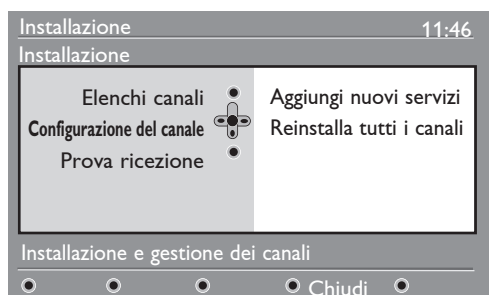 Installazione 11:46
Installazione
Elenchi canali
Configurazione del canale
Prova ricezione
Aggiungi nuovi servizi
Reinstalla tutti i canali
Installazione e gestione dei canali
Chiudi